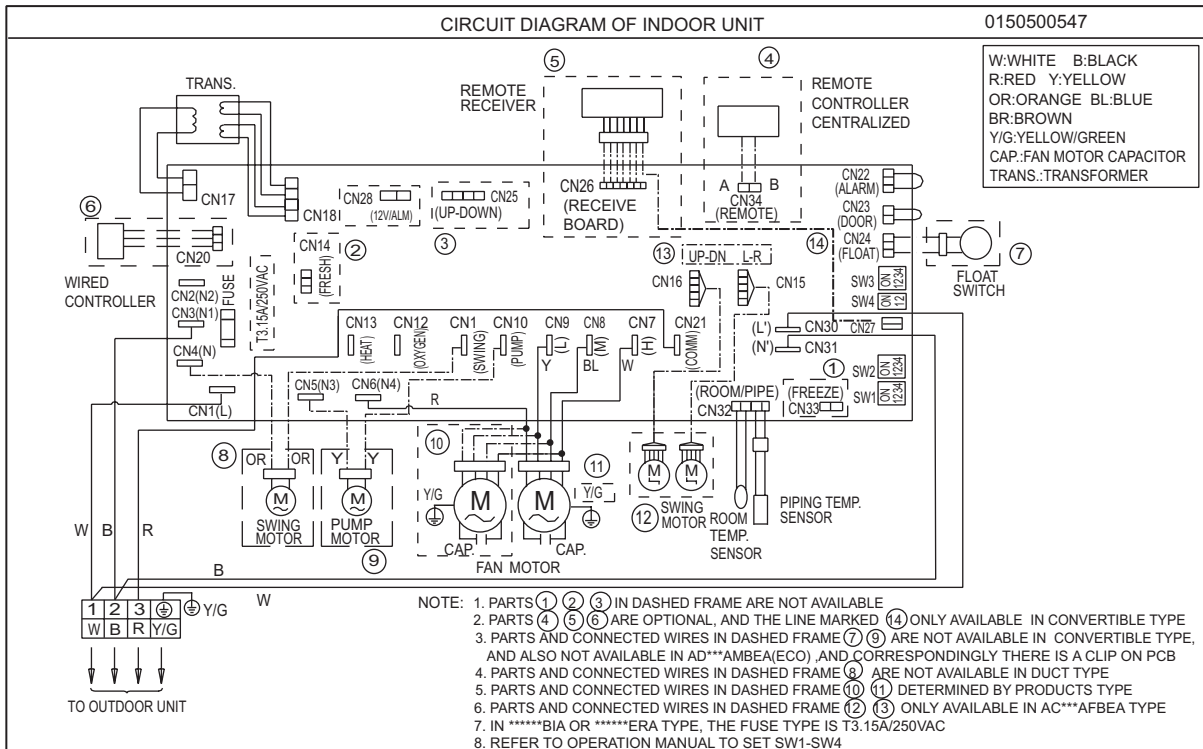 CIRCUIT DIAGRAM OF INDOOR UNIT
0150500547
W:WHITE B:BLACK
R:RED Y:YELLOW
OR:ORANGE BL:BLUE
BR:BROWN
Y/G:YELLOW/GREEN
CAP.:FAN MOTOR CAPACITOR
TRANS.:TRANSFORMER
TRANS.
5
REMOTE
RECEIVER
4
REMOTE
CONTROLLER
CENTRALIZED
CN17
CN18
CN28
(12V/ALM)
CN25
(UP-DOWN)
3
CN26
(RECEIVE
BOARD)
A B
CN34
(REMOTE)
CN22
(ALARM)
CN23
(DOOR)
CN24
(FLOAT)
6
CN20
WIRED
CONTROLLER
CN14
(FRESH)
2
13
UP-DN L-R
CN16
CN15
14
7
FLOAT
SWITCH
SW3 ON 1234
SW4 ON 12
CN27
CN2(N2)
CN3(N1)
CN4(N)
FUSE
T3.15A/250VAC
CN13
(HEAT)
CN12
(OXYGEN)
CN1
(SWING)
CN10
(PUMP)
CN9
(L)
CN8
(M)
CN7
(H)
CN21
(COMM)
Y
BL
W
(L') CN30
(N') CN31
1
SW2 ON 1234
SW1 ON 1234
CN1(L)
CN5(N3)
CN6(N4)
R
(ROOM/PIPE)
CN32
(FREEZE)
CN33
8
OR OR
M
SWING
MOTOR
Y Y
M
PUMP
MOTOR
9
10
Y/G
M
CAP.
M
CAP.
FAN MOTOR
11
Y/G
M M
12
SWING
MOTOR
ROOM
TEMP.
SENSOR
PIPING TEMP.
SENSOR
W B R
B
W
1 2 3
W B R Y/G
Y/G
TO OUTDOOR UNIT
NOTE: 1. PARTS 1 2 3 IN DASHED FRAME ARE NOT AVAILABLE
2. PARTS 4 5 6 ARE OPTIONAL, AND THE LINE MARKED 14 ONLY AVAILABLE IN CONVERTIBLE TYPE
3. PARTS AND CONNECTED WIRES IN DASHED FRAME 7 9 ARE NOT AVAILABLE IN CONVERTIBLE TYPE,
AND ALSO NOT AVAILABLE IN AD***AMBEA(ECO) ,AND CORRESPONDINGLY THERE IS A CLIP ON PCB
4. PARTS AND CONNECTED WIRES IN DASHED FRAME 8 ARE NOT AVAILABLE IN DUCT TYPE
5. PARTS AND CONNECTED WIRES IN DASHED FRAME 10 11 DETERMINED BY PRODUCTS TYPE
6. PARTS AND CONNECTED WIRES IN DASHED FRAME 12 13 ONLY AVAILABLE IN AC***AFBEA TYPE
7. IN ******BIA OR ******ERA TYPE, THE FUSE TYPE IS T3.15A/250VAC
8. REFER TO OPERATION MANUAL TO SET SW1-SW4